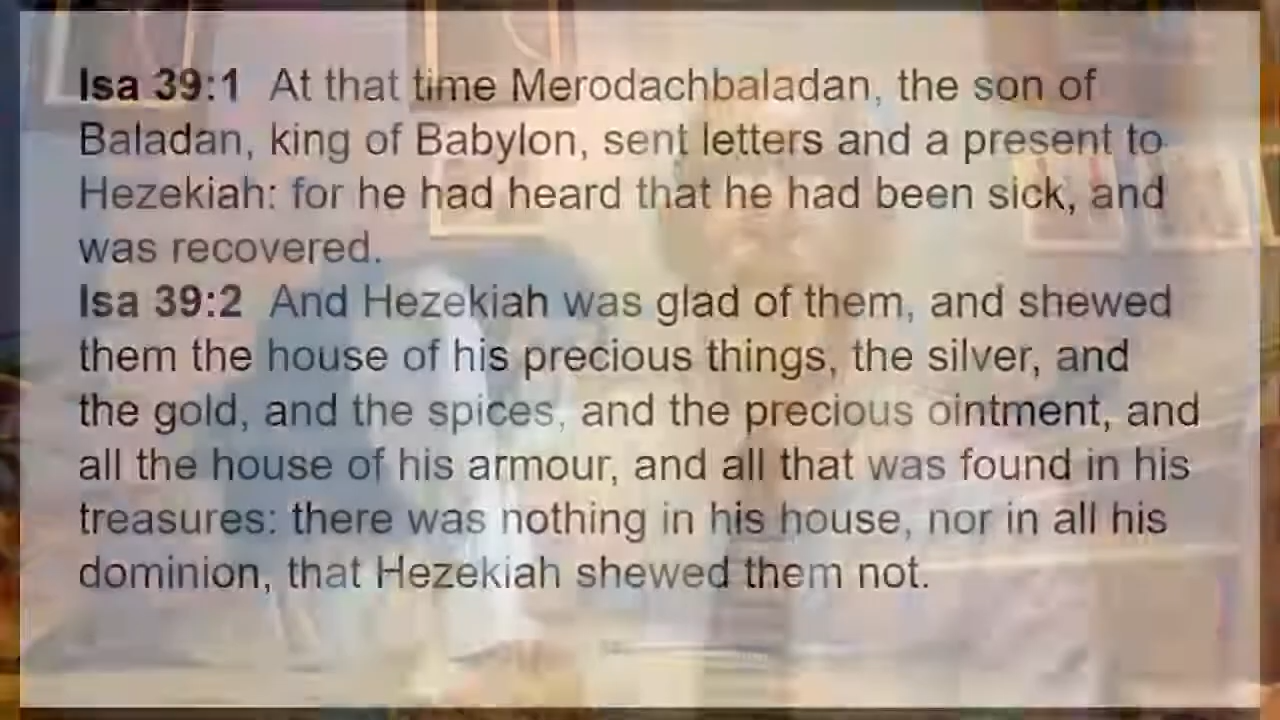 Isa 39:1 At that time Merodachbaladan, the son of
Baladan, king of Babylon, sent letters and a present to
Hezekiah: for he had heard that he had been sick, and
was recovered.
Isa 39:2 And Hezekiah was glad of them, and shewed
them the house of his precious things, the silver, and
the gold, and the spices, and the precious ointment, and
all the house of his armour, and all that was found in his
treasures: there was nothing in his house, nor in all his
dominion, that Hezekiah shewed them not.